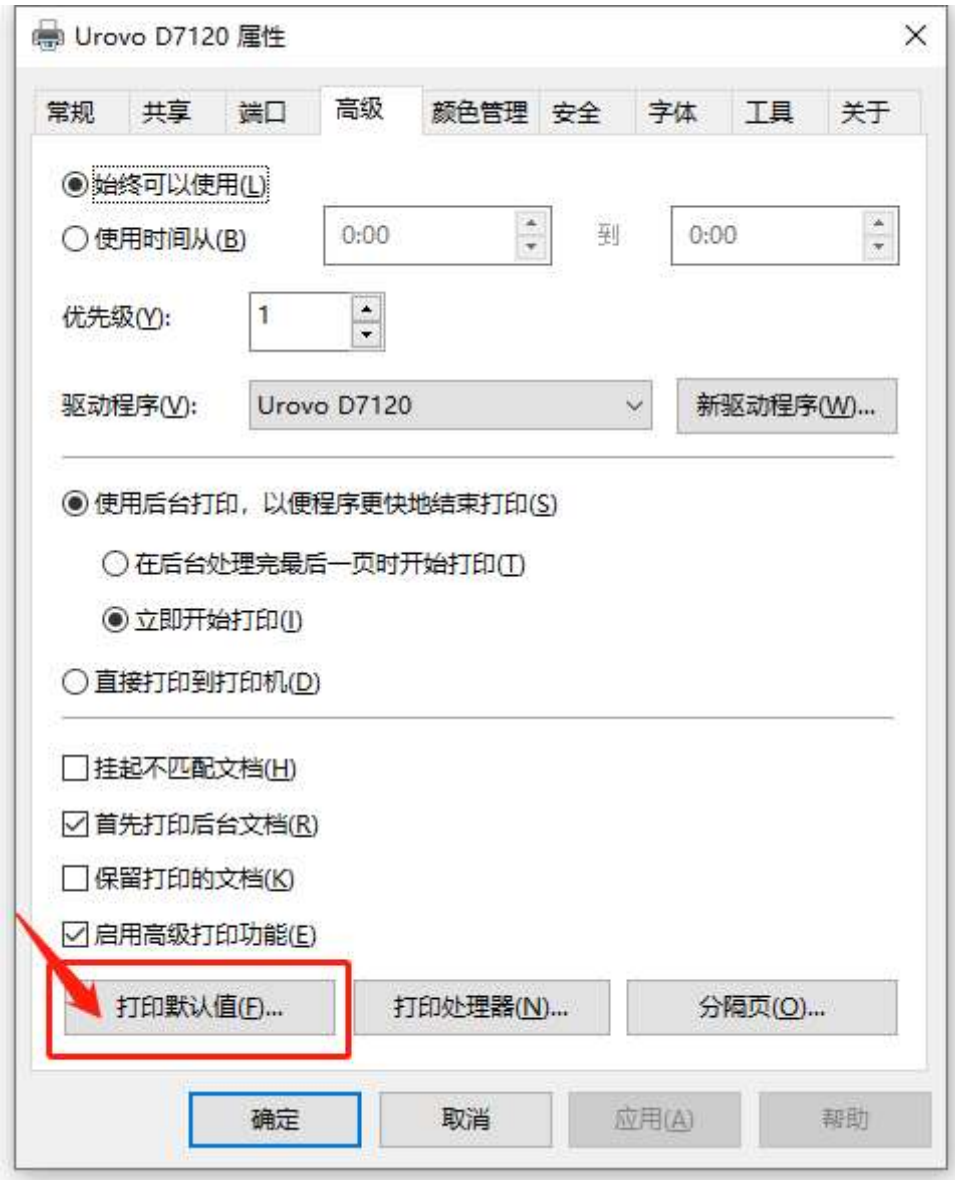 Urovo D7120 属性
常规 共享 端口 高级 颜色管理 安全 字体 工具 关于
始终可以使用(L)
使用时间从(B) 0:00 到 0:00
优先级(Y): 1
驱动程序(V): Urovo D7120 新驱动程序(W)...
使用后台打印，以便程序更快地结束打印(S)
在后台处理完最后一页时开始打印(T)
立即开始打印(I)
直接打印到打印机(D)
挂起不匹配文档(H)
首先打印后台文档(R)
保留打印的文档(K)
启用高级打印功能(E)
打印默认值(F)... 打印处理器(N)... 分隔页(O)...
确定 取消 应用(A) 帮助